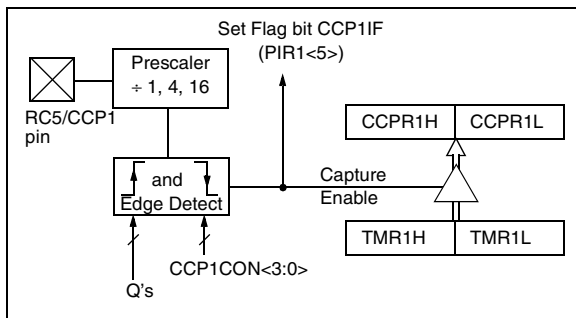 Set Flag bit CCP1IF
(PIR1<5>)
Prescaler
÷ 1, 4, 16
RC5/CCP1
pin
CCPR1H
CCPR1L
and
Edge Detect
Capture
Enable
TMR1H
TMR1L
CCP1CON<3:0>
Q's